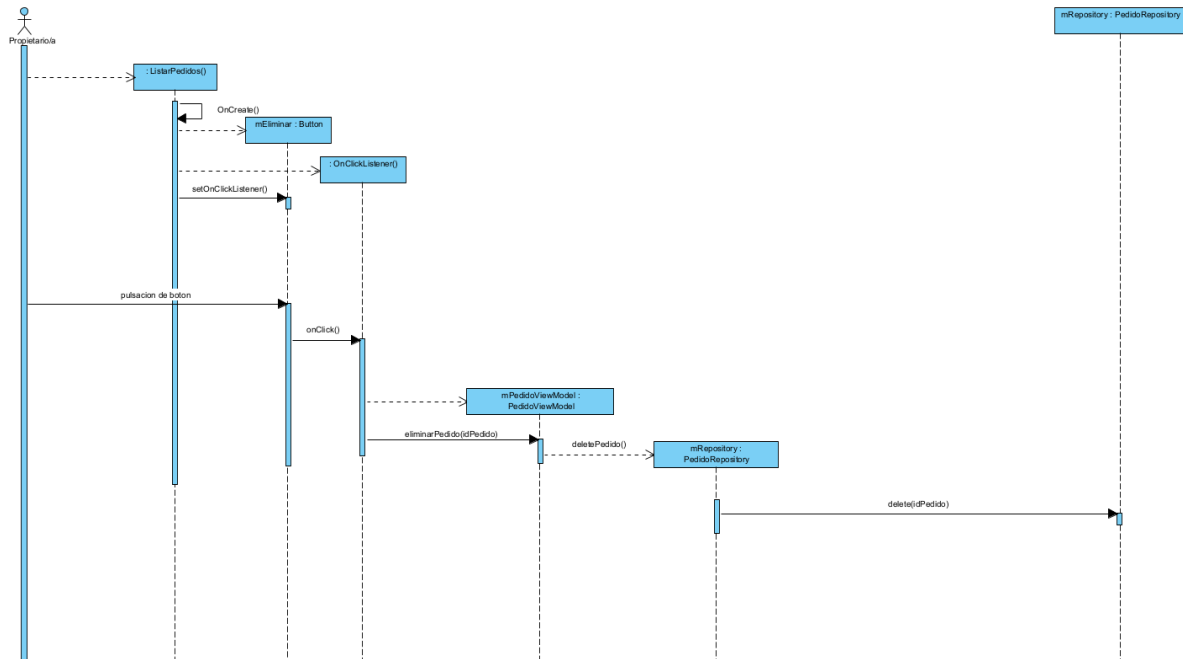 Propietario/a
mRepository : PedidoRepository
: ListarPedidos()
OnCreate()
mEliminar : Button
: OnClickListener()
setOnClickListener()
pulsacion de boton
onClick()
mPedidoViewModel :
PedidoViewModel
eliminarPedido(idPedido)
deletePedido()
mRepository :
PedidoRepository
delete(idPedido)